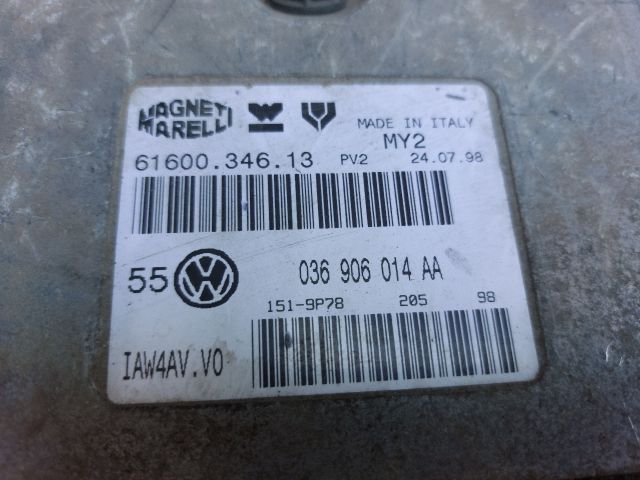 MAGNETI
MARELLI
MADE IN ITALY
MY2
61600.346.13 PV2 24.07.98
55 VW 036 906 014 AA
151-9P78 205 98
IAW4AV.V0